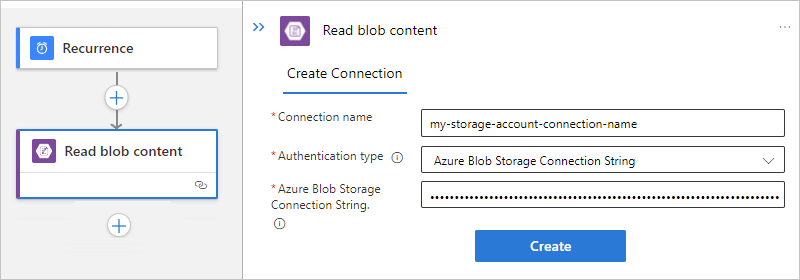 Recurrence
Read blob content
Read blob content
Create Connection
*Connection name
my-storage-account-connection-name
*Authentication type
Azure Blob Storage Connection String
*Azure Blob Storage
Connection String.
Create